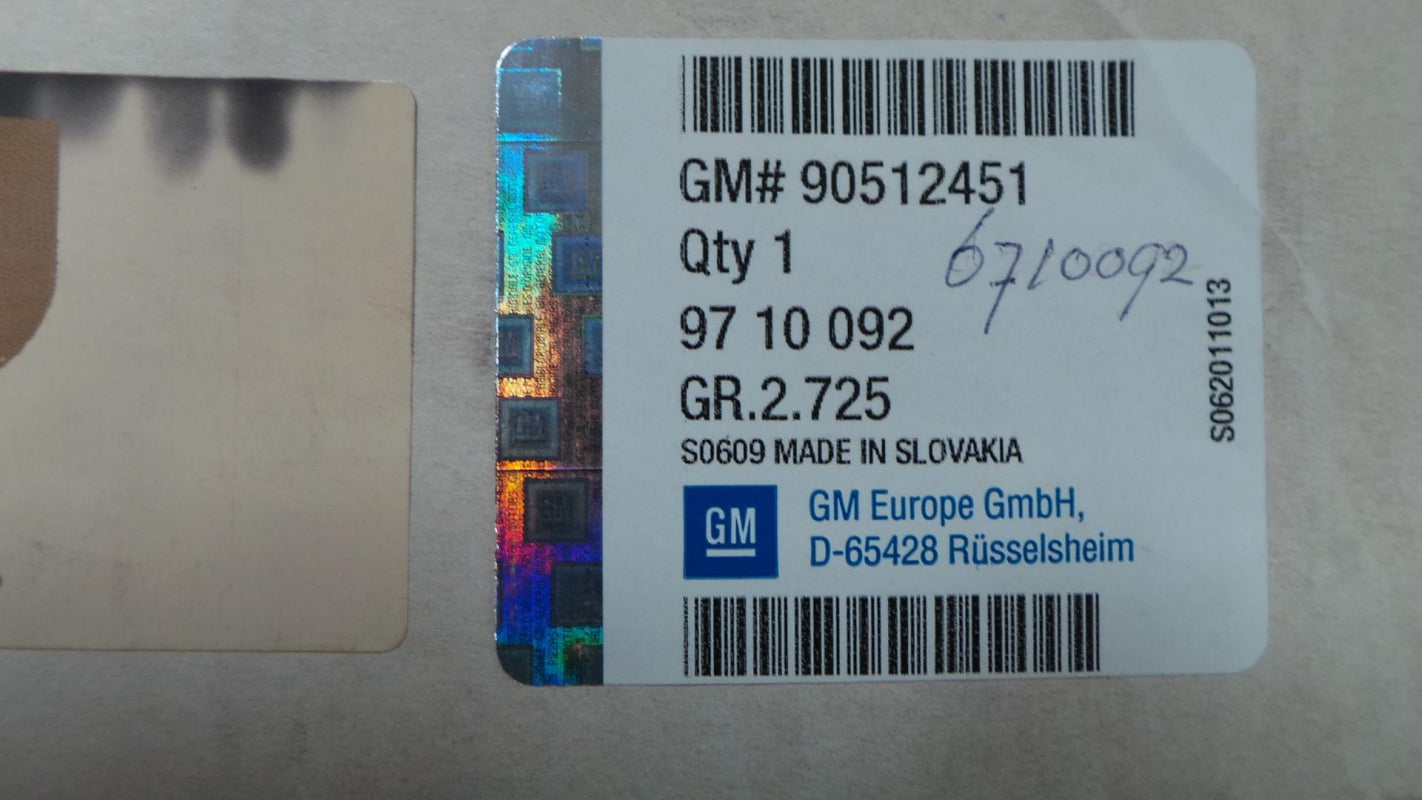 GM# 90512451
Qty 1
6710092
97 10 092
GR.2.725
S0609 MADE IN SLOVAKIA
GM
GM Europe GmbH,
D-65428 Rüsselsheim
S062011013
GM